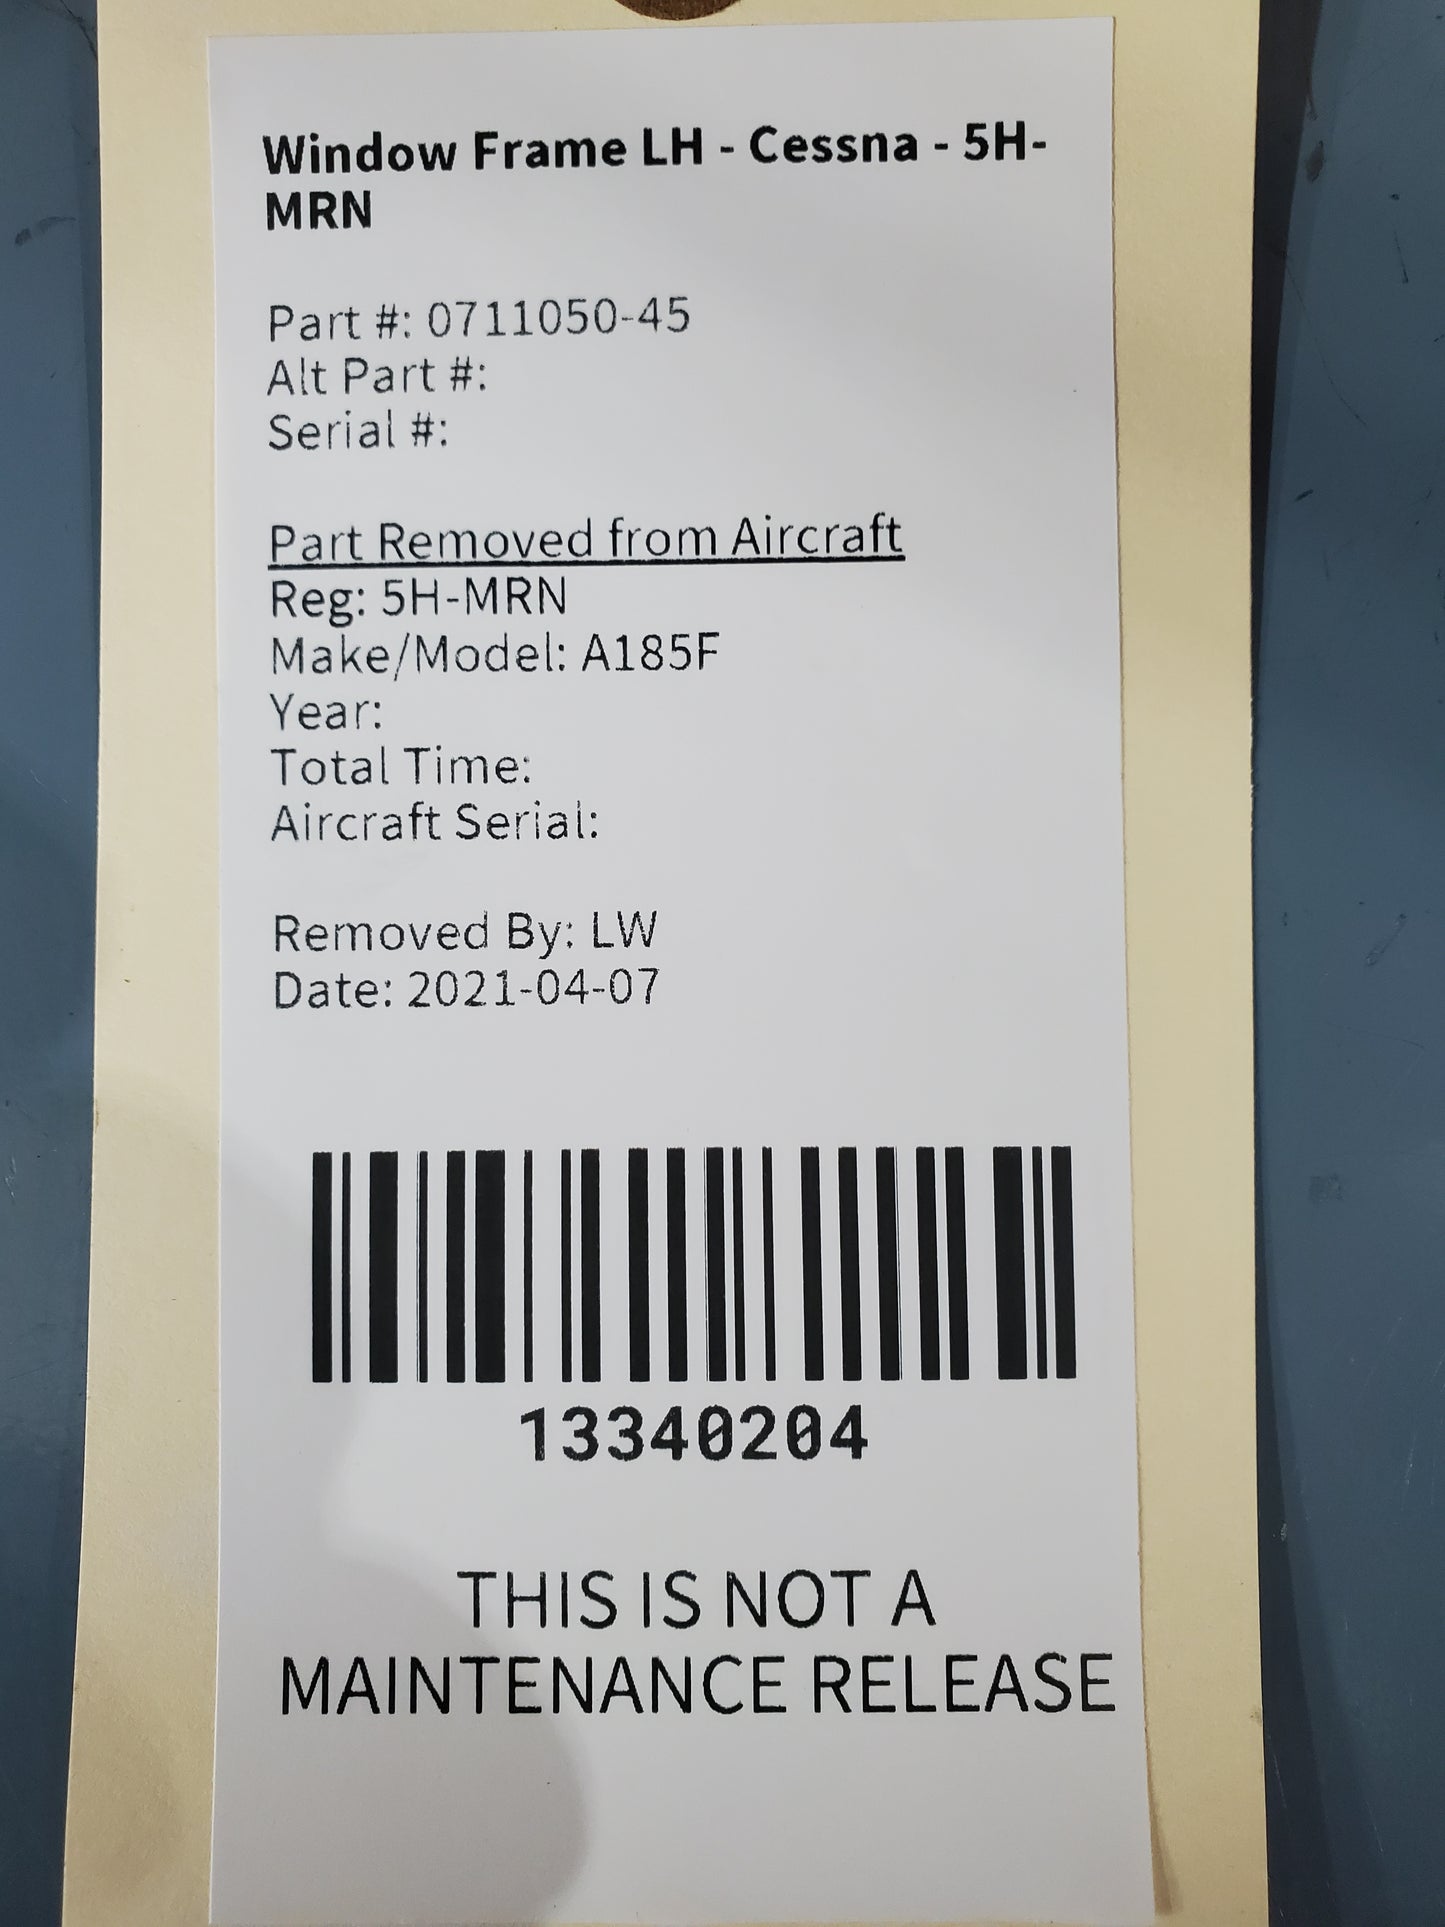 Window Frame LH - Cessna - 5H-
MRN
Part #: 0711050-45
Alt Part #:
Serial #:
Part Removed from Aircraft
Reg: 5H-MRN
Make/Model: A185F
Year:
Total Time:
Aircraft Serial:
Removed By: LW
Date: 2021-04-07
13340204
THIS IS NOT A
MAINTENANCE RELEASE